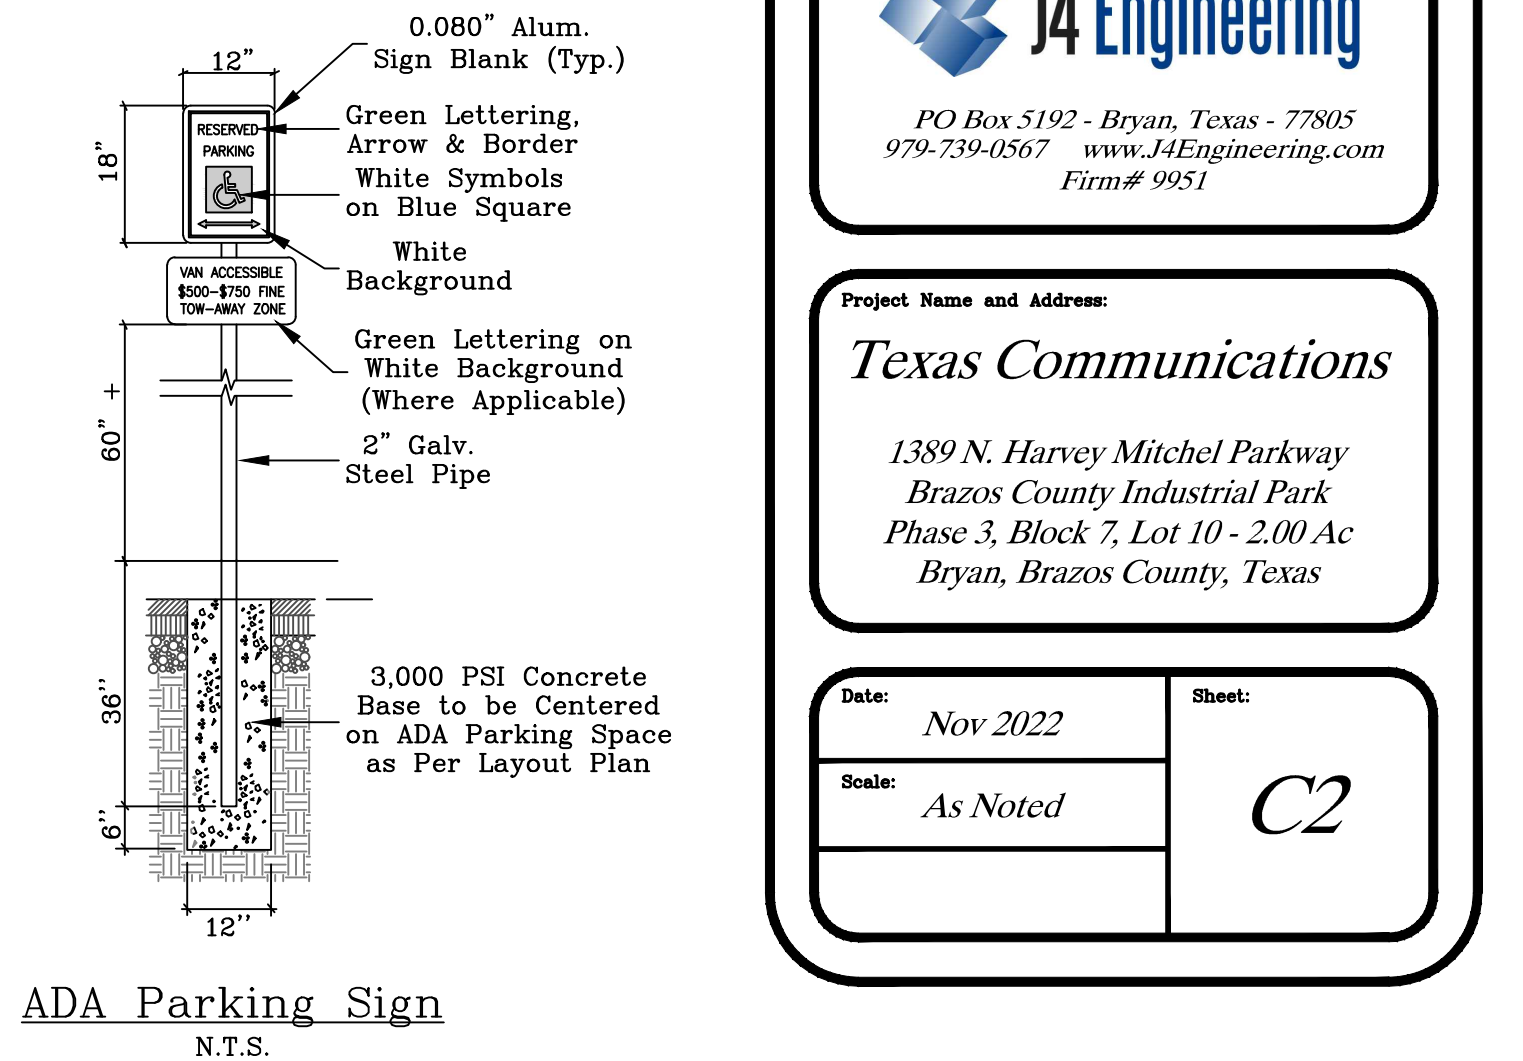 0.080” Alum.
Sign Blank (Typ.)
12”
18”
RESERVED
PARKING
Green Lettering,
Arrow & Border
White Symbols
on Blue Square
White
Background
VAN ACCESSIBLE
$500-$750 FINE
TOW-AWAY ZONE
Green Lettering on
White Background
(Where Applicable)
60” +
2” Galv.
Steel Pipe
36’’
3,000 PSI Concrete
Base to be Centered
on ADA Parking Space
as Per Layout Plan
6’’
12’’
ADA Parking Sign
N.T.S.
J4 Engineering
PO Box 5192 - Bryan, Texas - 77805
979-739-0567 www.J4Engineering.com
Firm# 9951
Project Name and Address:
Texas Communications
1389 N. Harvey Mitchel Parkway
Brazos County Industrial Park
Phase 3, Block 7, Lot 10 - 2.00 Ac
Bryan, Brazos County, Texas
Date:
Nov 2022
Scale:
As Noted
Sheet:
C2